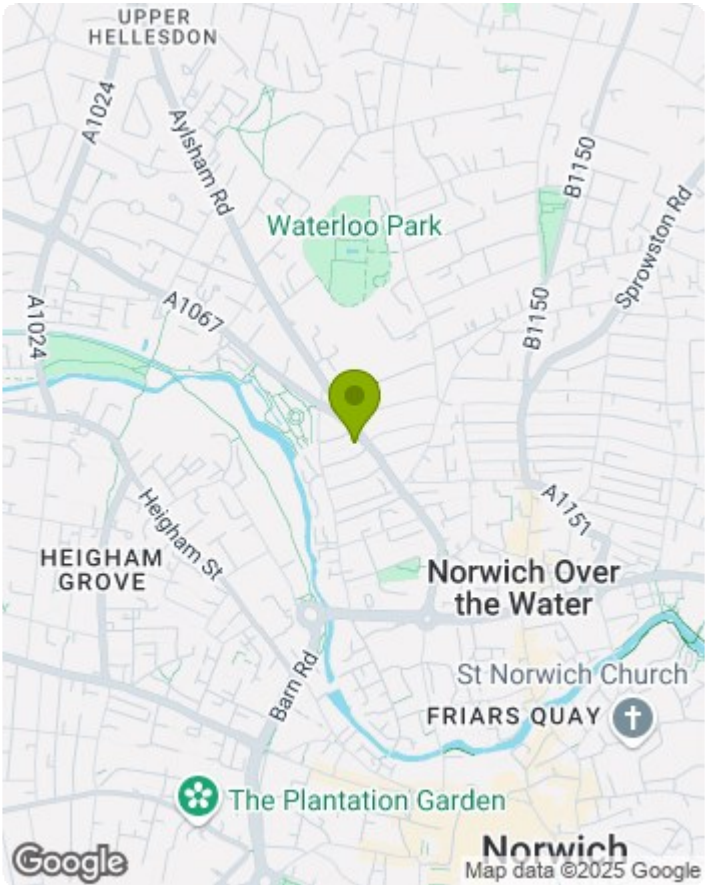 UPPER
HELLESDON
A1024
Aylsham Rd
B1150
Waterloo Park
Sprowston Rd
A1067
A1024
B1150
A1151
Heigham St
HEIGHAM
GROVE
Norwich Over
the Water
Barn Rd
St Norwich Church
FRIARS QUAY
The Plantation Garden
Norwich
Google
Map data ©2025 Google